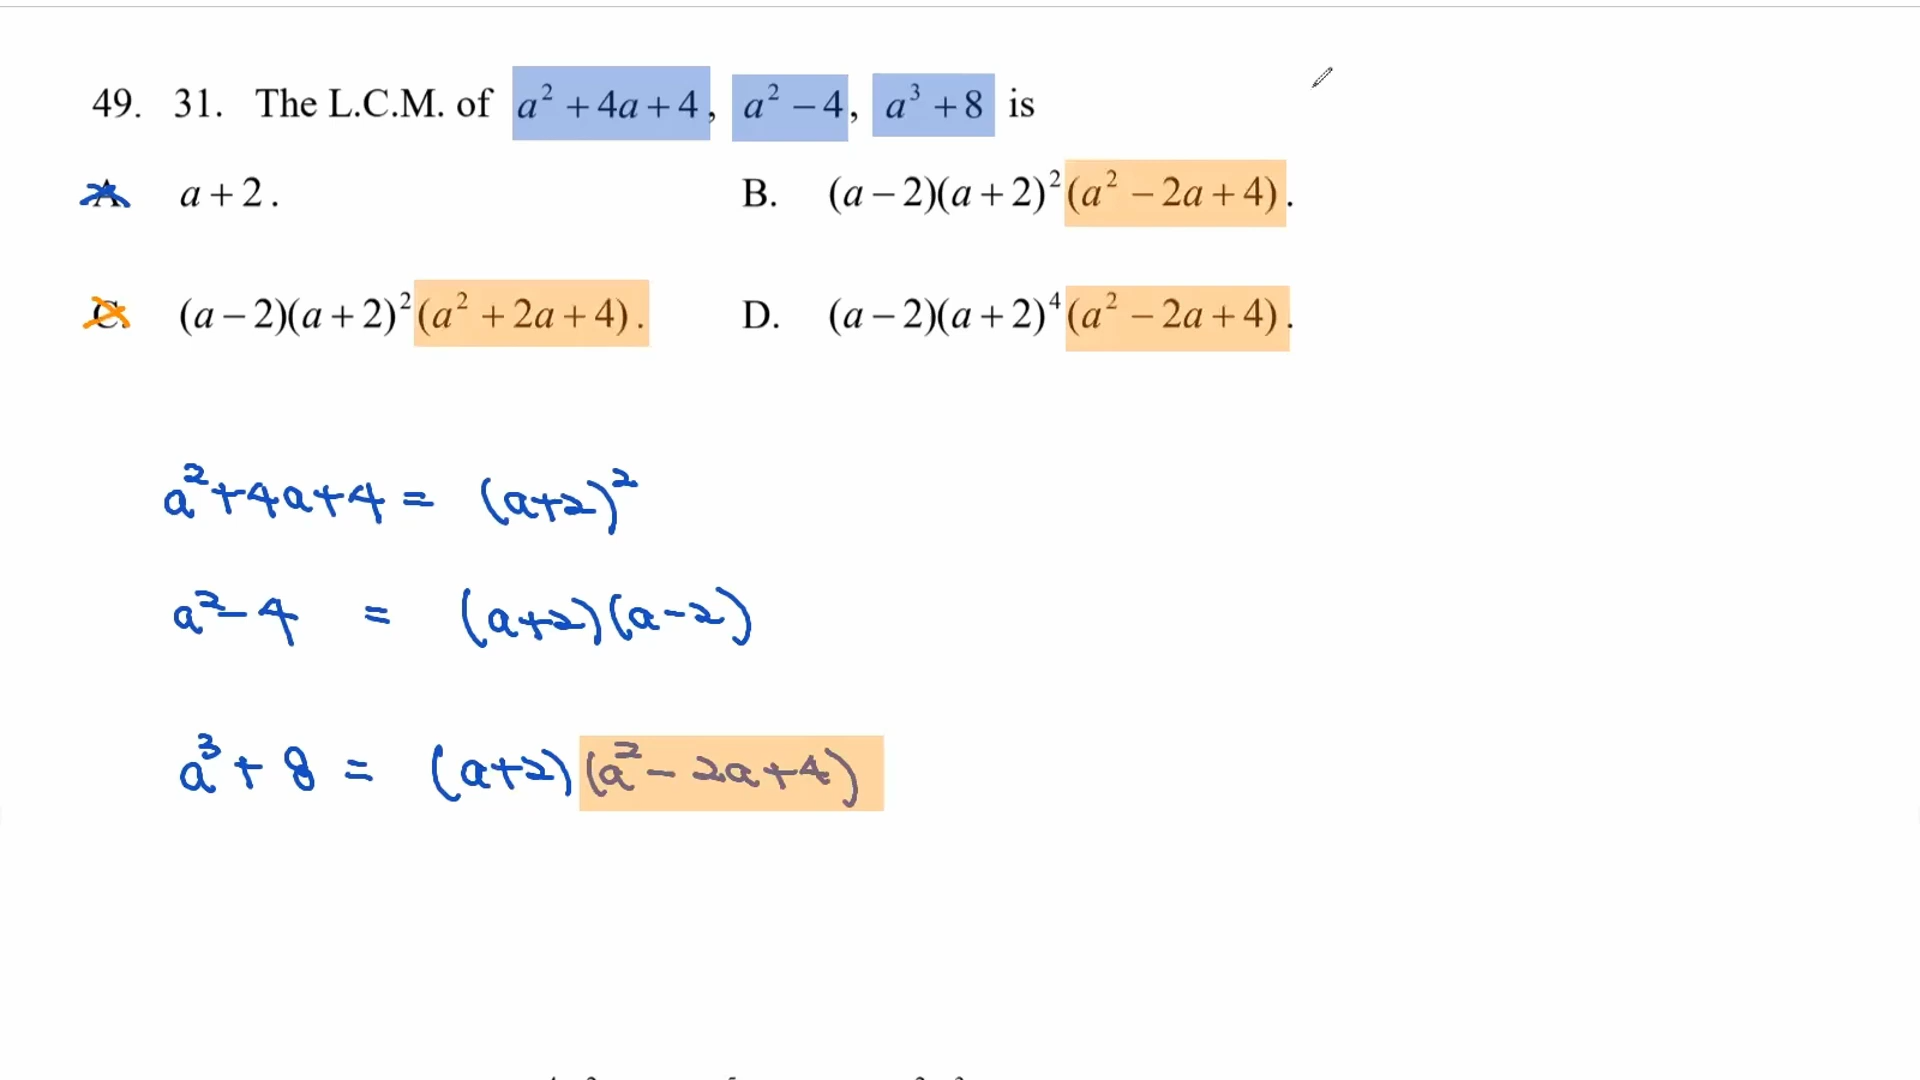 49. 31. The L.C.M. of a² + 4a + 4, a² − 4, a³ + 8 is
A. a + 2. B. (a − 2)(a + 2)²(a² − 2a + 4).
C. (a − 2)(a + 2)²(a² + 2a + 4). D. (a − 2)(a + 2)⁴(a² − 2a + 4).
a² + 4a + 4 = (a+2)²
a² − 4 = (a+2)(a−2)
a³ + 8 = (a+2)(a² − 2a + 4)